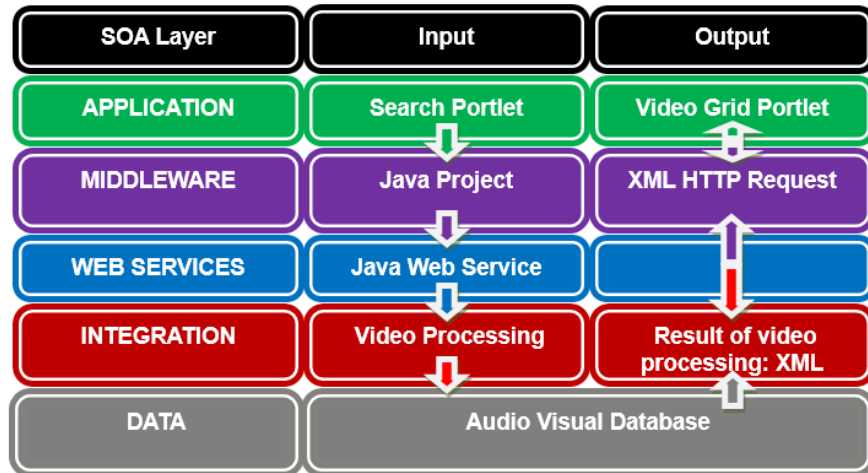 SOA Layer
Input
Output
APPLICATION
Search Portlet
Video Grid Portlet
MIDDLEWARE
Java Project
XML HTTP Request
WEB SERVICES
Java Web Service
INTEGRATION
Video Processing
Result of video
processing: XML
DATA
Audio Visual Database